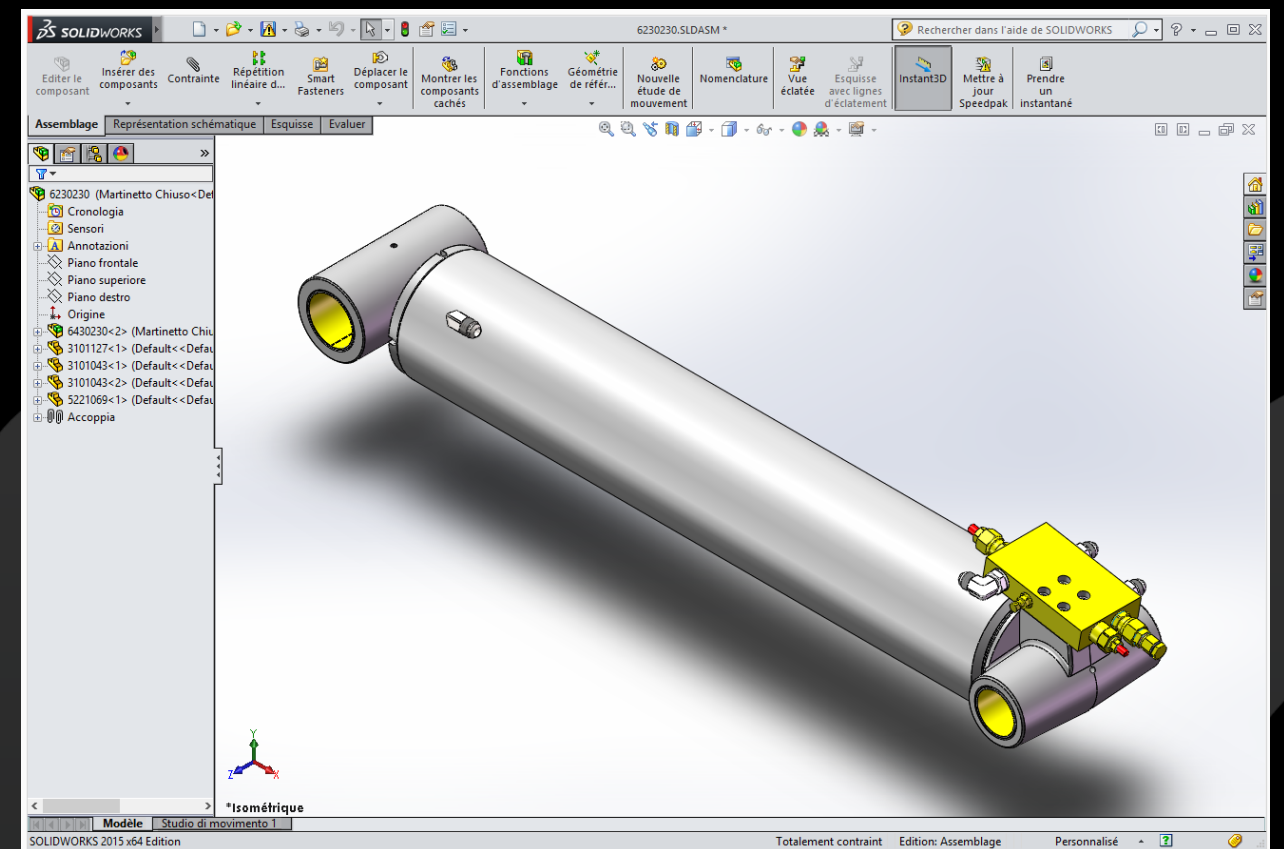 SOLIDWORKS
6230230.SLDASM *
Rechercher dans l'aide de SOLIDWORKS
Editer le composant
Insérer des composants
Contrainte
Répétition linéaire d...
Smart Fasteners
Déplacer le composant
Montrer les composants cachés
Fonctions d'assemblage
Géométrie de référ...
Nouvelle étude de mouvement
Nomenclature
Vue éclatée
Esquisse avec lignes d'éclatement
Instant3D
Mettre à jour Speedpak
Prendre un instantané
Assemblage
Représentation schématique
Esquisse
Evaluer
6230230 (Martinetto Chiuso<Def
Cronologia
Sensori
A Annotazioni
Piano frontale
Piano superiore
Piano destro
Origine
6430230<2> (Martinetto Chiu
3101127<1> (Default<<Defau
3101043<1> (Default<<Defau
3101043<2> (Default<<Defau
5221069<1> (Default<<Defau
Accoppia
Y
Z
X
*Isométrique
Modèle
Studio di movimento 1
SOLIDWORKS 2015 x64 Edition
Totalement contraint
Edition: Assemblage
Personnalisé